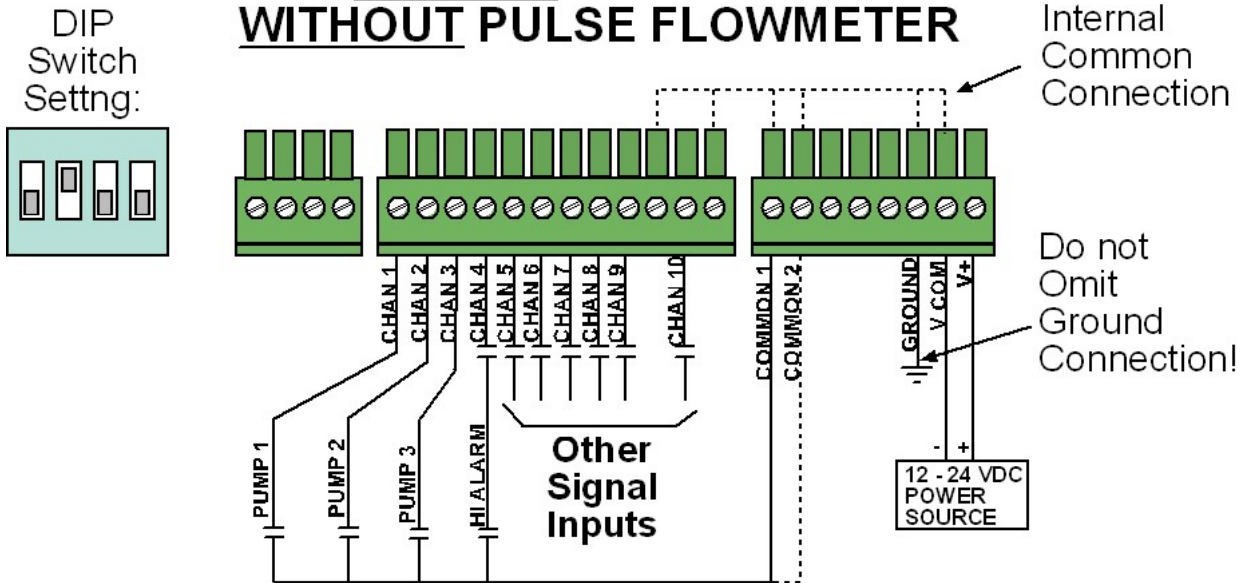 WITHOUT PULSE FLOWMETER
DIP
Switch
Settng:
Internal
Common
Connection
CHAN 1
CHAN 2
CHAN 3
CHAN 4
CHAN 5
CHAN 6
CHAN 7
CHAN 8
CHAN 9
CHAN 10
COMMON 1
COMMON 2
GROUND
V COM
V+
Do not
Omit
Ground
Connection!
PUMP 1
PUMP 2
PUMP 3
HI ALARM
Other
Signal
Inputs
- +
12 - 24 VDC
POWER
SOURCE